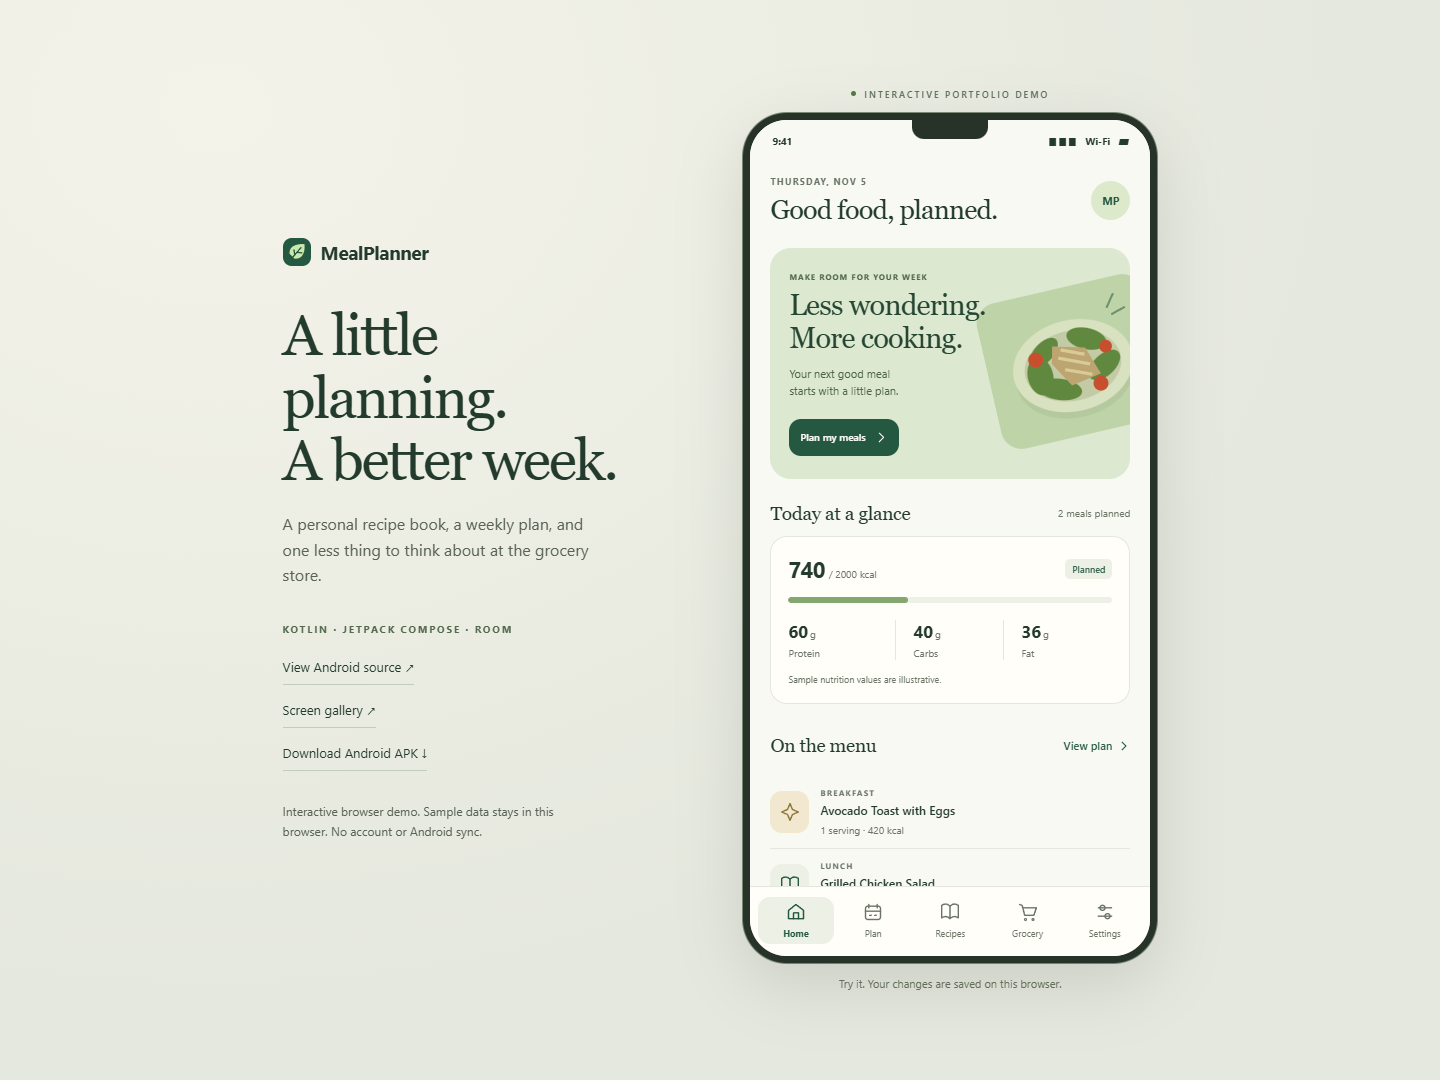 MealPlanner
A little
planning.
A better week.
A personal recipe book, a weekly plan, and
one less thing to think about at the grocery
store.
KOTLIN · JETPACK COMPOSE · ROOM
View Android source ↗
Screen gallery ↗
Download Android APK ↓
Interactive browser demo. Sample data stays in this
browser. No account or Android sync.
INTERACTIVE PORTFOLIO DEMO
9:41
Wi-Fi
THURSDAY, NOV 5
Good food, planned.
MP
MAKE ROOM FOR YOUR WEEK
Less wondering.
More cooking.
Your next good meal
starts with a little plan.
Plan my meals
Today at a glance
2 meals planned
740 / 2000 kcal
Planned
60 g
Protein
40 g
Carbs
36 g
Fat
Sample nutrition values are illustrative.
On the menu
View plan
BREAKFAST
Avocado Toast with Eggs
1 serving · 420 kcal
LUNCH
Grilled Chicken Salad
Home
Plan
Recipes
Grocery
Settings
Try it. Your changes are saved on this browser.